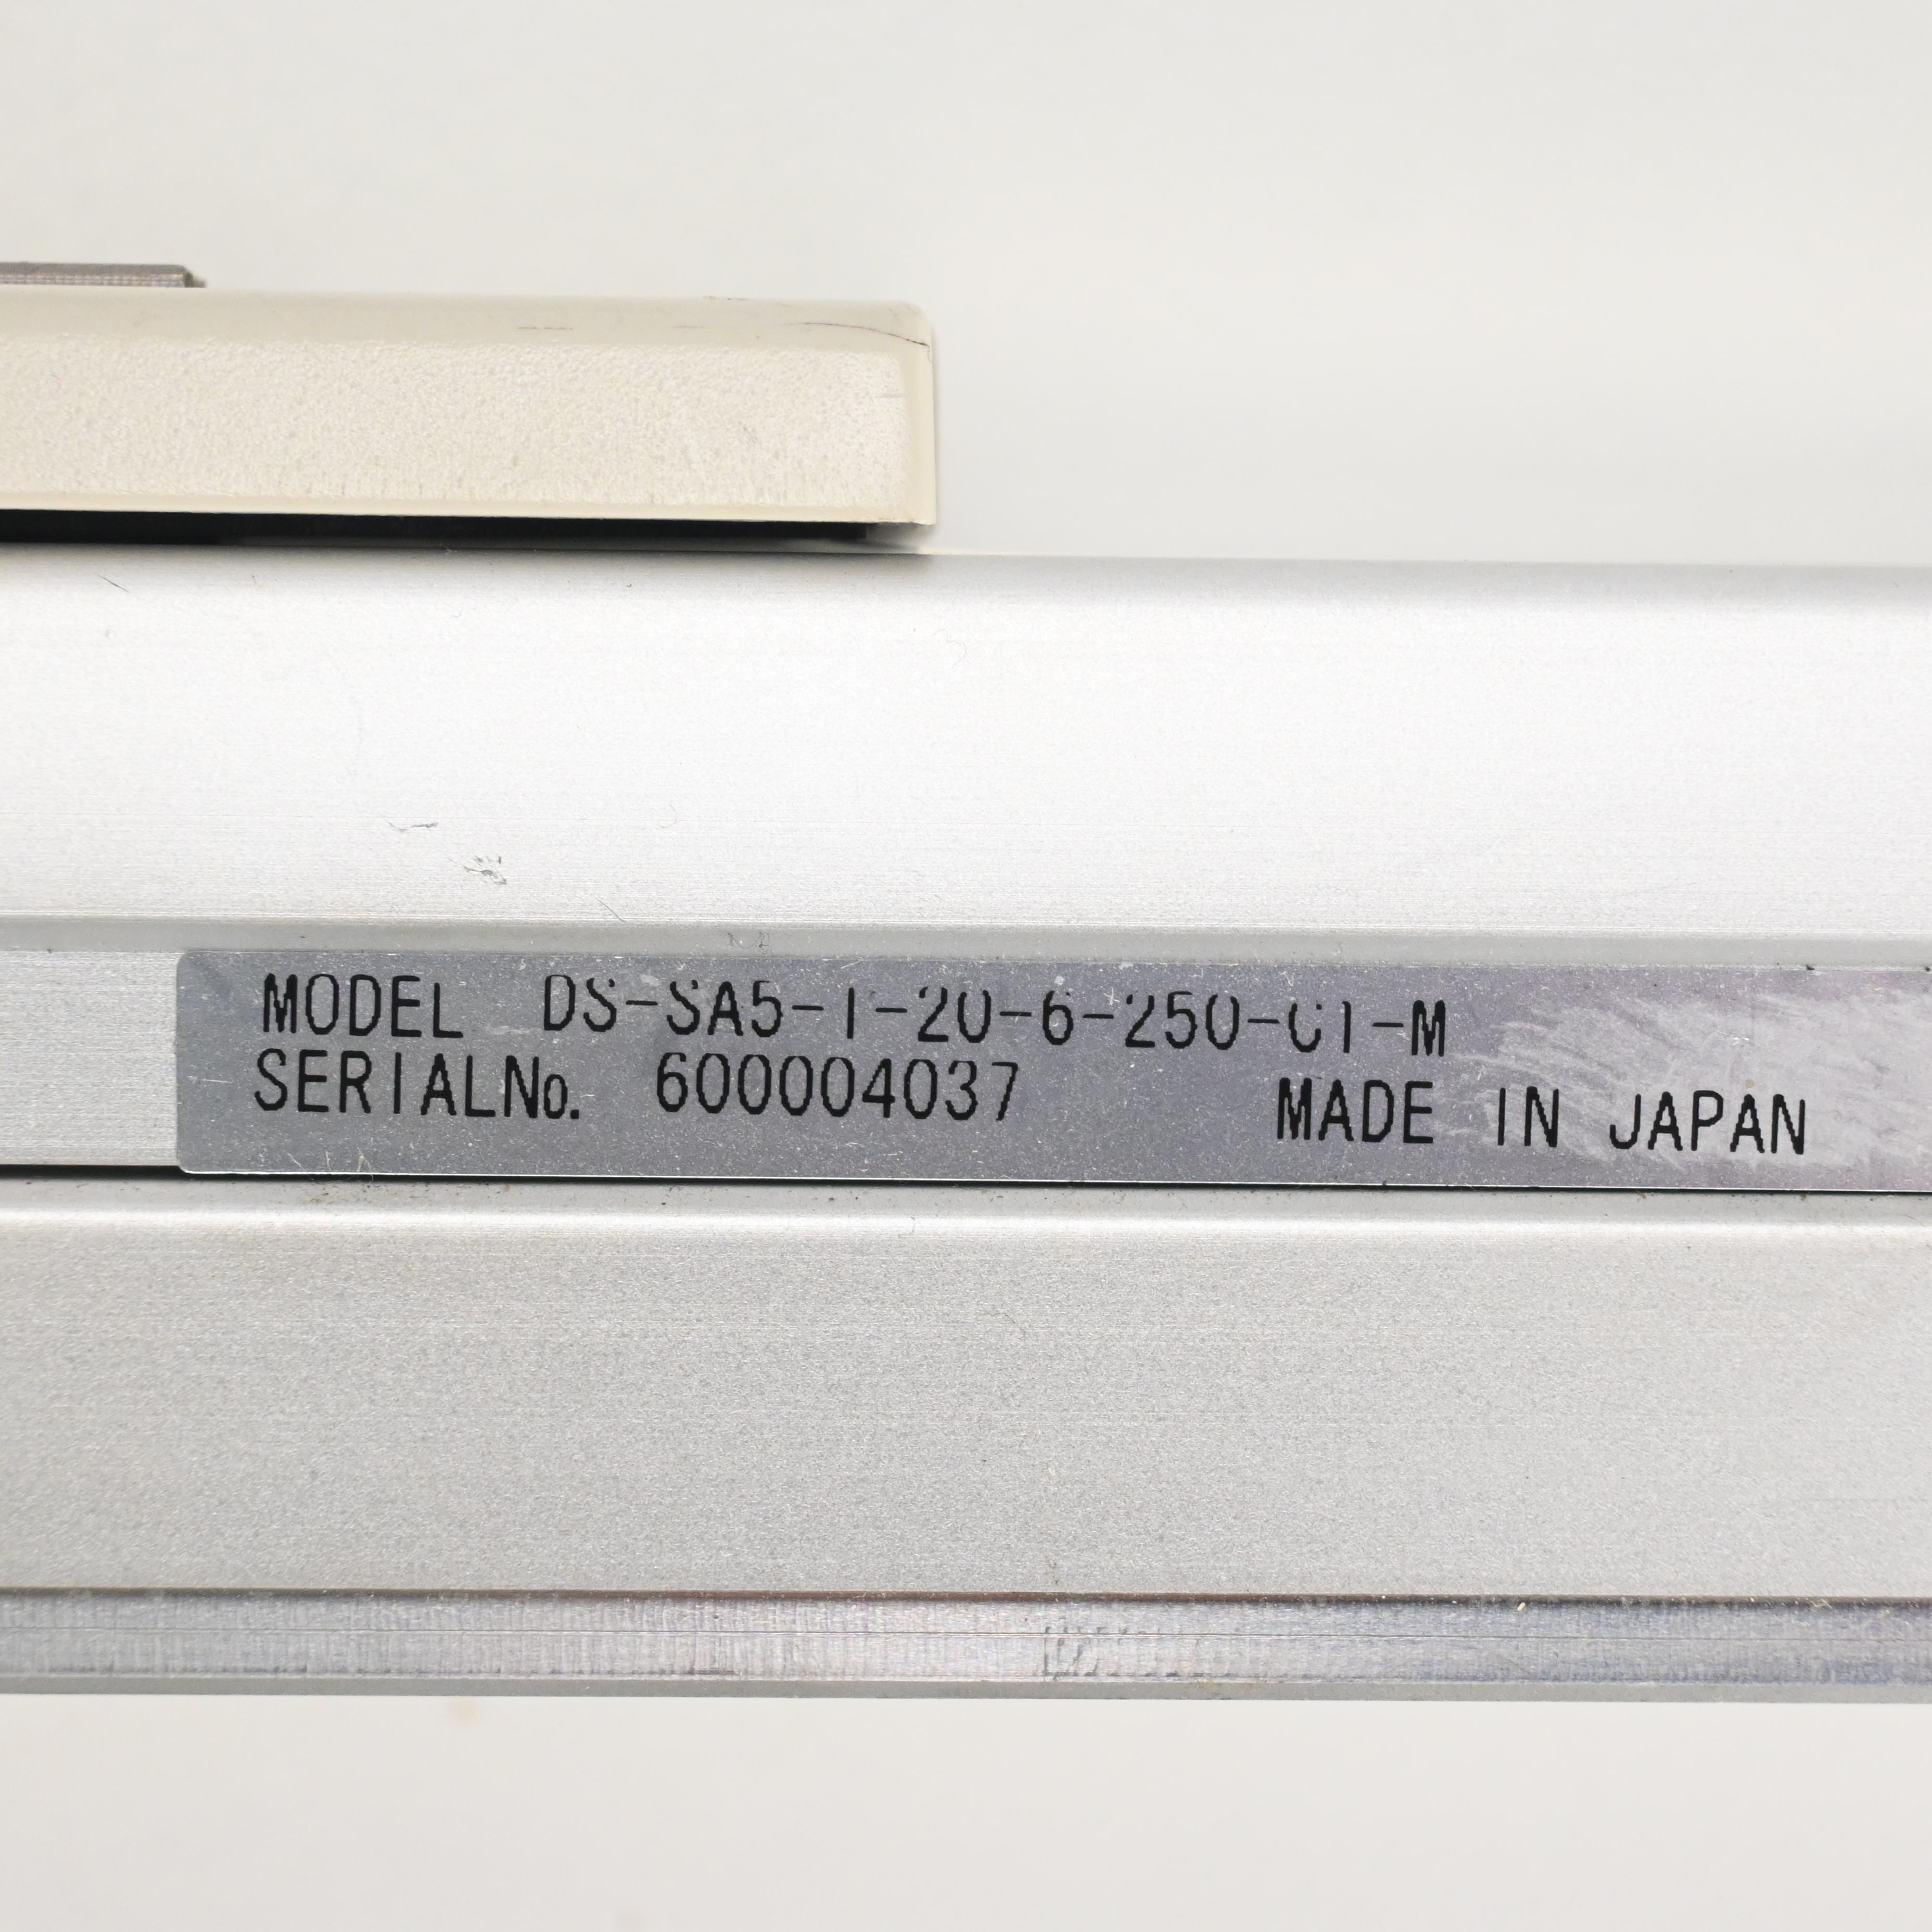 MODEL DS-SA5-I-20-6-250-C1-M
SERIALNo. 600004037 MADE IN JAPAN